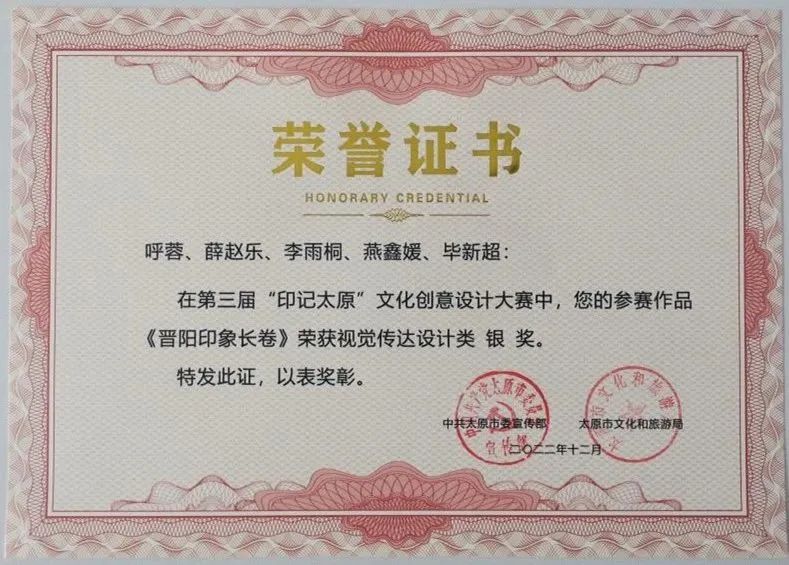 荣誉证书
HONORARY CREDENTIAL
呼蓉、薛赵乐、李雨桐、燕鑫媛、毕新超：
在第三届“印记太原”文化创意设计大赛中，您的参赛作品
《晋阳印象长卷》荣获视觉传达设计类 银 奖。
特发此证，以表奖彰。
中共太原市委宣传部 太原市文化和旅游局
二〇二二年十二月